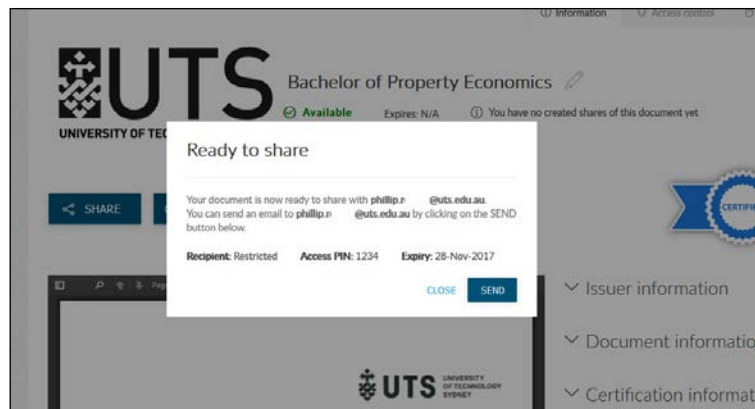 Information
Access control
UTS
UNIVERSITY OF TEC
Bachelor of Property Economics
Available Expires: N/A You have no created shares of this document yet
Ready to share
Your document is now ready to share with phillip.r @uts.edu.au.
You can send an email to phillip.r @uts.edu.au by clicking on the SEND
button below.
Recipient: Restricted Access PIN: 1234 Expiry: 28-Nov-2017
CLOSE SEND
SHARE
CERTIFIE
Page
Issuer information
Document informatio
Certification informat
UTS
UNIVERSITY
OF TECHNOLOGY
SYDNEY